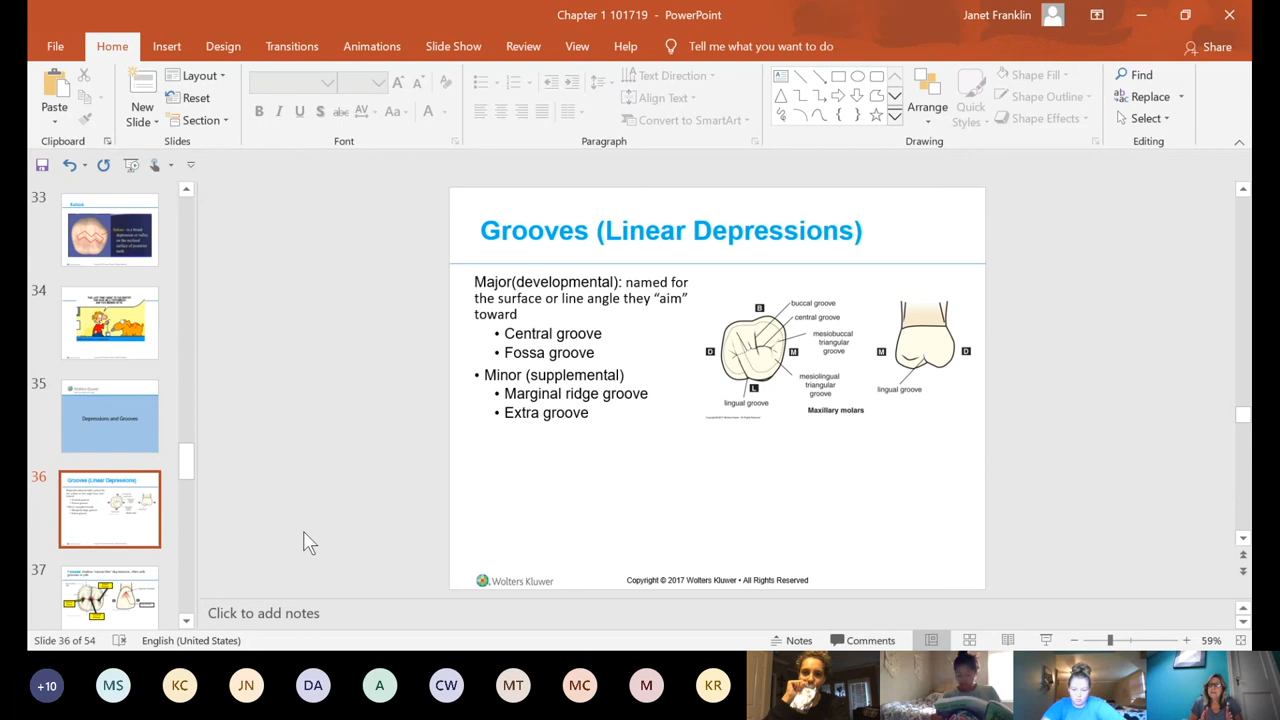 Chapter 1 101719 - PowerPoint
Janet Franklin
File Home Insert Design Transitions Animations Slide Show Review View Help Tell me what you want to do Share
Paste
Clipboard
New Slide
Layout
Reset
Section
Slides
Font
Text Direction
Align Text
Convert to SmartArt
Paragraph
Arrange
Quick Styles
Shape Fill
Shape Outline
Shape Effects
Drawing
Find
Replace
Select
Editing
33
34
35
Wolters Kluwer
Depressions and Grooves
36
Grooves (Linear Depressions)
37
Grooves (Linear Depressions)
Major(developmental): named for
the surface or line angle they “aim”
toward
• Central groove
• Fossa groove
• Minor (supplemental)
• Marginal ridge groove
• Extra groove
B
buccal groove
central groove
mesiobuccal
triangular
groove
D
M
mesiolingual
triangular
groove
L
lingual groove
M
D
lingual groove
Maxillary molars
Wolters Kluwer
Copyright © 2017 Wolters Kluwer • All Rights Reserved
Click to add notes
Slide 36 of 54 English (United States) Notes Comments 59%
+10 MS KC JN DA A CW MT MC M KR